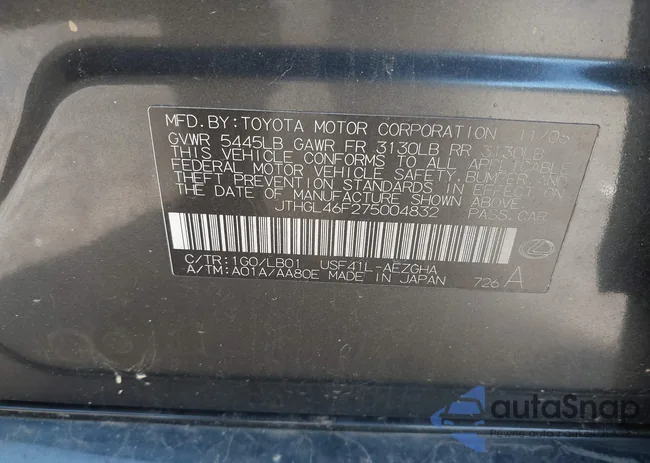 MFD.BY:TOYOTA MOTOR CORPORATION 11/06
GVWR 5445LB GAWR FR 3130LB RR 3130LB
THIS VEHICLE CONFORMS TO ALL APPLICABLE
FEDERAL MOTOR VEHICLE SAFETY, BUMPER, AND
THEFT PREVENTION STANDARDS IN EFFECT ON
THE DATE OF MANUFACTURE SHOWN ABOVE.
JTHGL46F275004832 PASS.CAR
C/TR:1G0/LB01 USF41L-AEZGHA
A/TM:A01A/AA80E MADE IN JAPAN 726 A
autaSnap